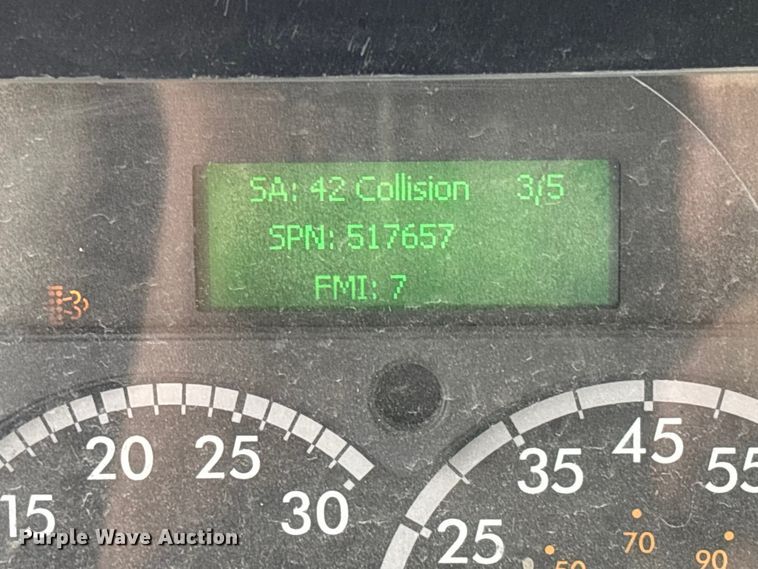 SA: 42 Collision 3/5
SPN: 517657
FMI: 7
15 20 25 30
25 35 45 55
50 70 90
Purple Wave Auction